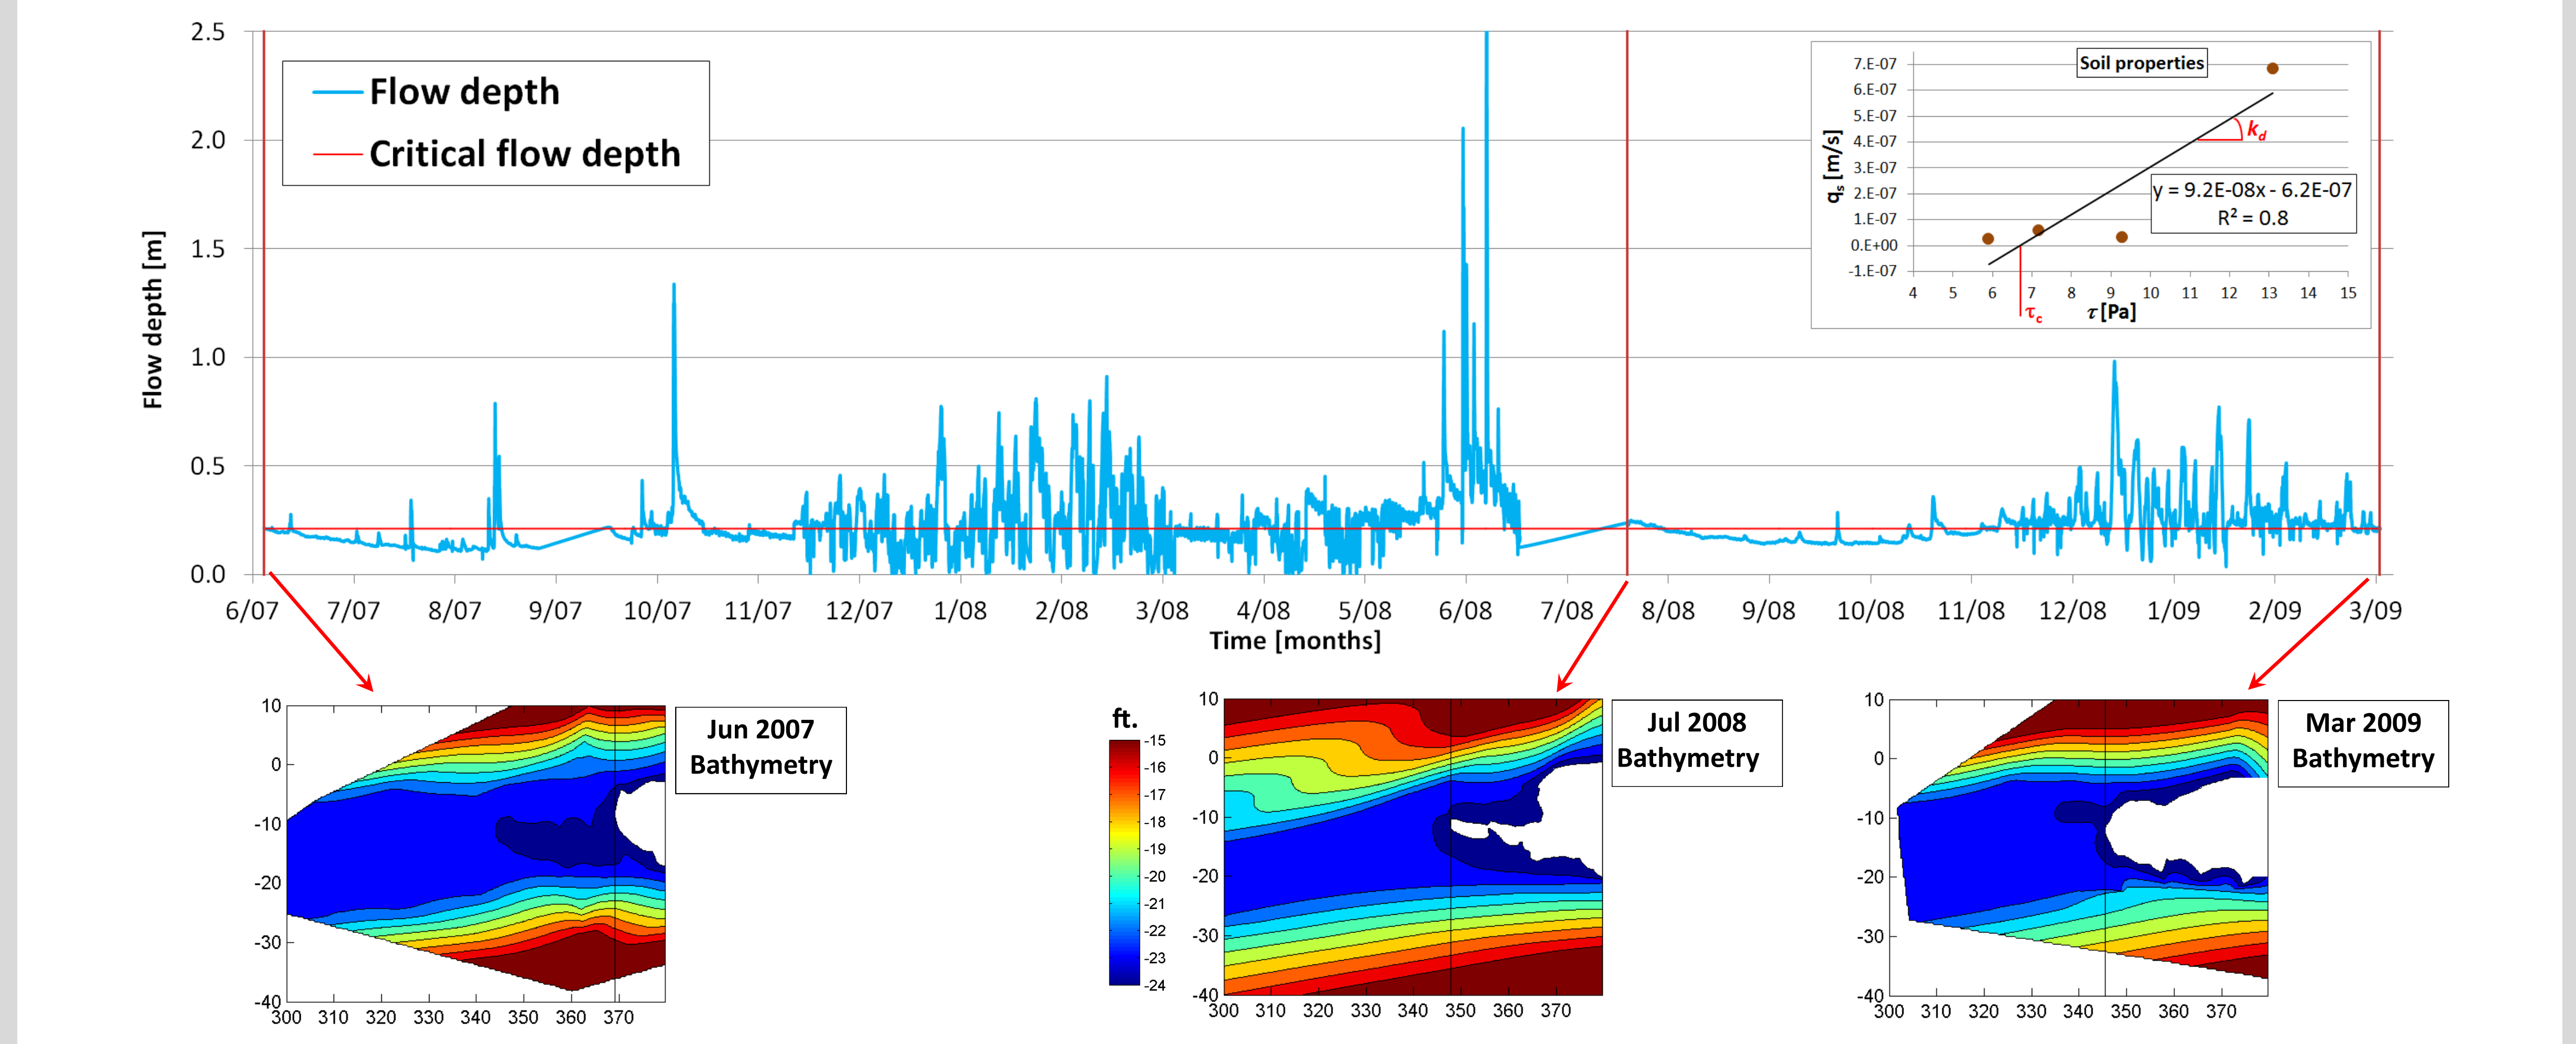 2.5
2.0
1.5
1.0
0.5
0.0
Flow depth [m]
Flow depth
Critical flow depth
6/07 7/07 8/07 9/07 10/07 11/07 12/07 1/08 2/08 3/08 4/08 5/08 6/08 7/08 8/08 9/08 10/08 11/08 12/08 1/09 2/09 3/09
Time [months]
Soil properties
7.E-07
6.E-07
5.E-07
4.E-07
3.E-07
2.E-07
1.E-07
0.E+00
-1.E-07
qs [m/s]
kd
y = 9.2E-08x - 6.2E-07
R² = 0.8
4 5 6 7 8 9 10 11 12 13 14 15
τc
τ [Pa]
10
0
-10
-20
-30
-40
300 310 320 330 340 350 360 370
Jun 2007
Bathymetry
ft.
-15
-16
-17
-18
-19
-20
-21
-22
-23
-24
10
0
-10
-20
-30
-40
300 310 320 330 340 350 360 370
Jul 2008
Bathymetry
10
0
-10
-20
-30
-40
300 310 320 330 340 350 360 370
Mar 2009
Bathymetry